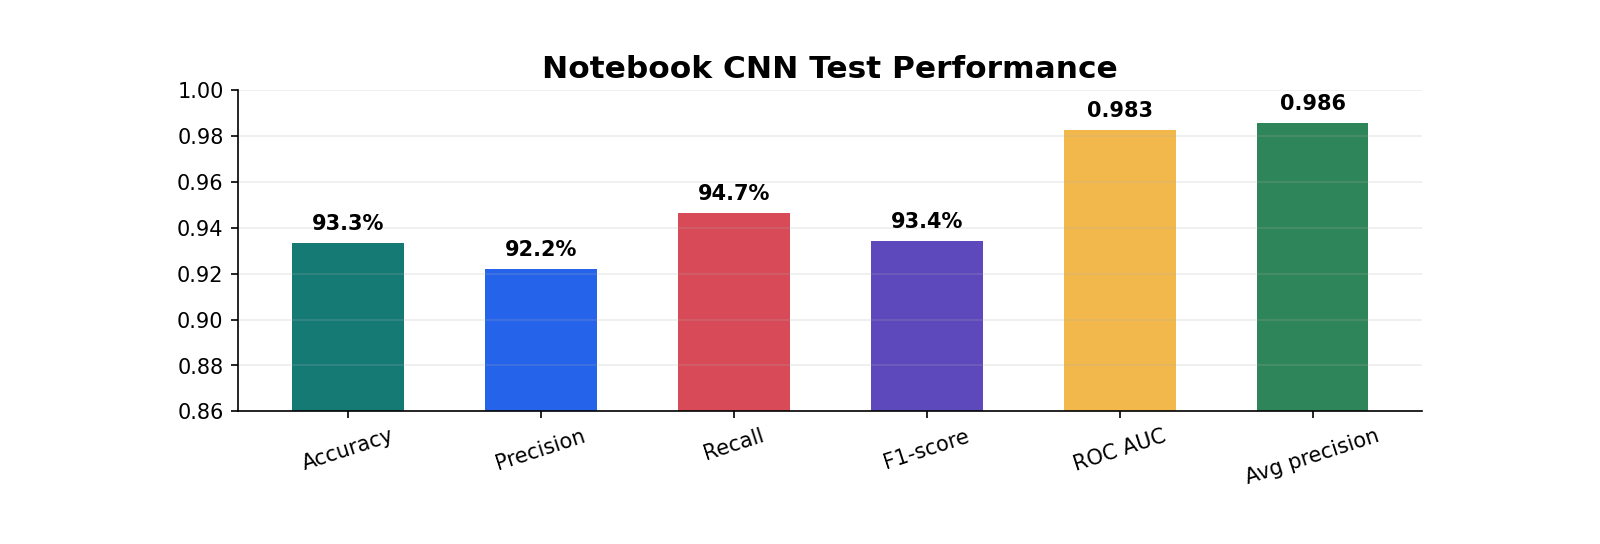 Notebook CNN Test Performance
1.00
0.98
0.96
0.94
0.92
0.90
0.88
0.86
93.3%
92.2%
94.7%
93.4%
0.983
0.986
Accuracy
Precision
Recall
F1-score
ROC AUC
Avg precision